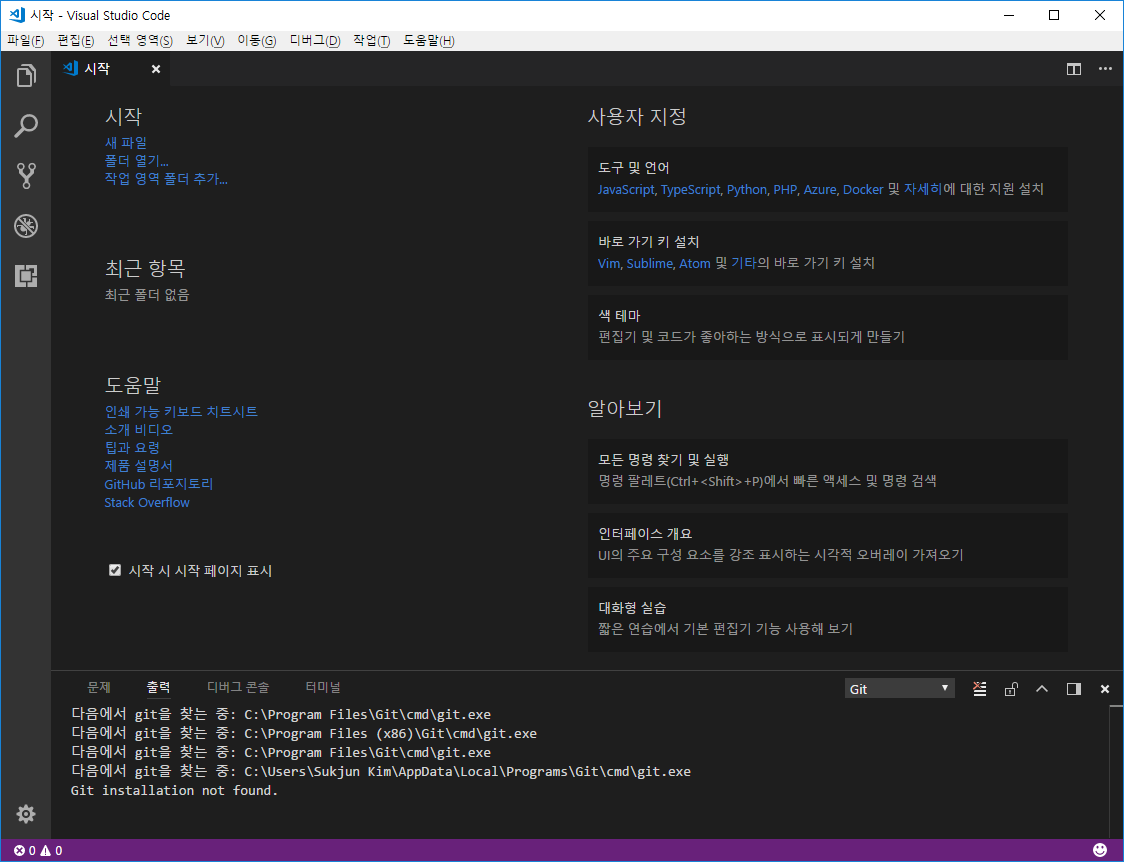 시작 - Visual Studio Code
파일(F) 편집(E) 선택 영역(S) 보기(V) 이동(G) 디버그(D) 작업(T) 도움말(H)
시작
시작
새 파일
폴더 열기...
작업 영역 폴더 추가...
최근 항목
최근 폴더 없음
도움말
인쇄 가능 키보드 치트시트
소개 비디오
팁과 요령
제품 설명서
GitHub 리포지토리
Stack Overflow
시작 시 시작 페이지 표시
사용자 지정
도구 및 언어
JavaScript, TypeScript, Python, PHP, Azure, Docker 및 자세히에 대한 지원 설치
바로 가기 키 설치
Vim, Sublime, Atom 및 기타의 바로 가기 키 설치
색 테마
편집기 및 코드가 좋아하는 방식으로 표시되게 만들기
알아보기
모든 명령 찾기 및 실행
명령 팔레트(Ctrl+<Shift>+P)에서 빠른 액세스 및 명령 검색
인터페이스 개요
UI의 주요 구성 요소를 강조 표시하는 시각적 오버레이 가져오기
대화형 실습
짧은 연습에서 기본 편집기 기능 사용해 보기
문제 출력 디버그 콘솔 터미널
Git
다음에서 git을 찾는 중: C:\Program Files\Git\cmd\git.exe
다음에서 git을 찾는 중: C:\Program Files (x86)\Git\cmd\git.exe
다음에서 git을 찾는 중: C:\Program Files\Git\cmd\git.exe
다음에서 git을 찾는 중: C:\Users\Sukjun Kim\AppData\Local\Programs\Git\cmd\git.exe
Git installation not found.
0 0